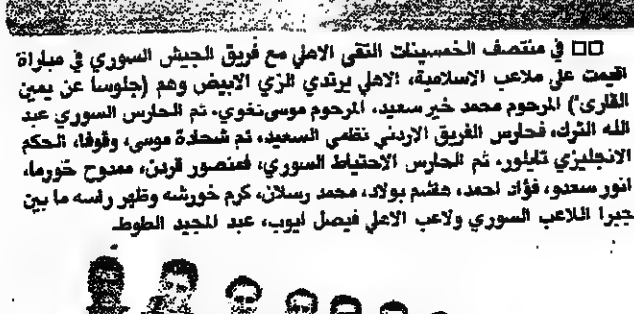 □□ في منتصف الخمسينات التقى الاهلي مع فريق الجيش السوري في مباراة
اقيمت على ملاعب الاسلامية، الاهلي يرتدي الزي الابيض وهم (جلوسا عن يمين
القارئ) المرحوم محمد خير سعيد، المرحوم موسى نغوي، ثم الحارس السوري عبد
الله الترك، فحارس الفريق الاردني نظمي السعيد، ثم شحادة موسى، وقوفا، الحكم
الانجليزي تايلور، ثم الحارس الاحتياط السوري، فمنصور قردن، ممدوح خورما،
انور سعدو، فؤاد احمد، هشم بولاد، محمد رسلان، كرم خورشه وظهر راسه ما بين
جيرا اللاعب السوري ولاعب الاهلي فيصل ايوب، عبد المجيد الطوط.